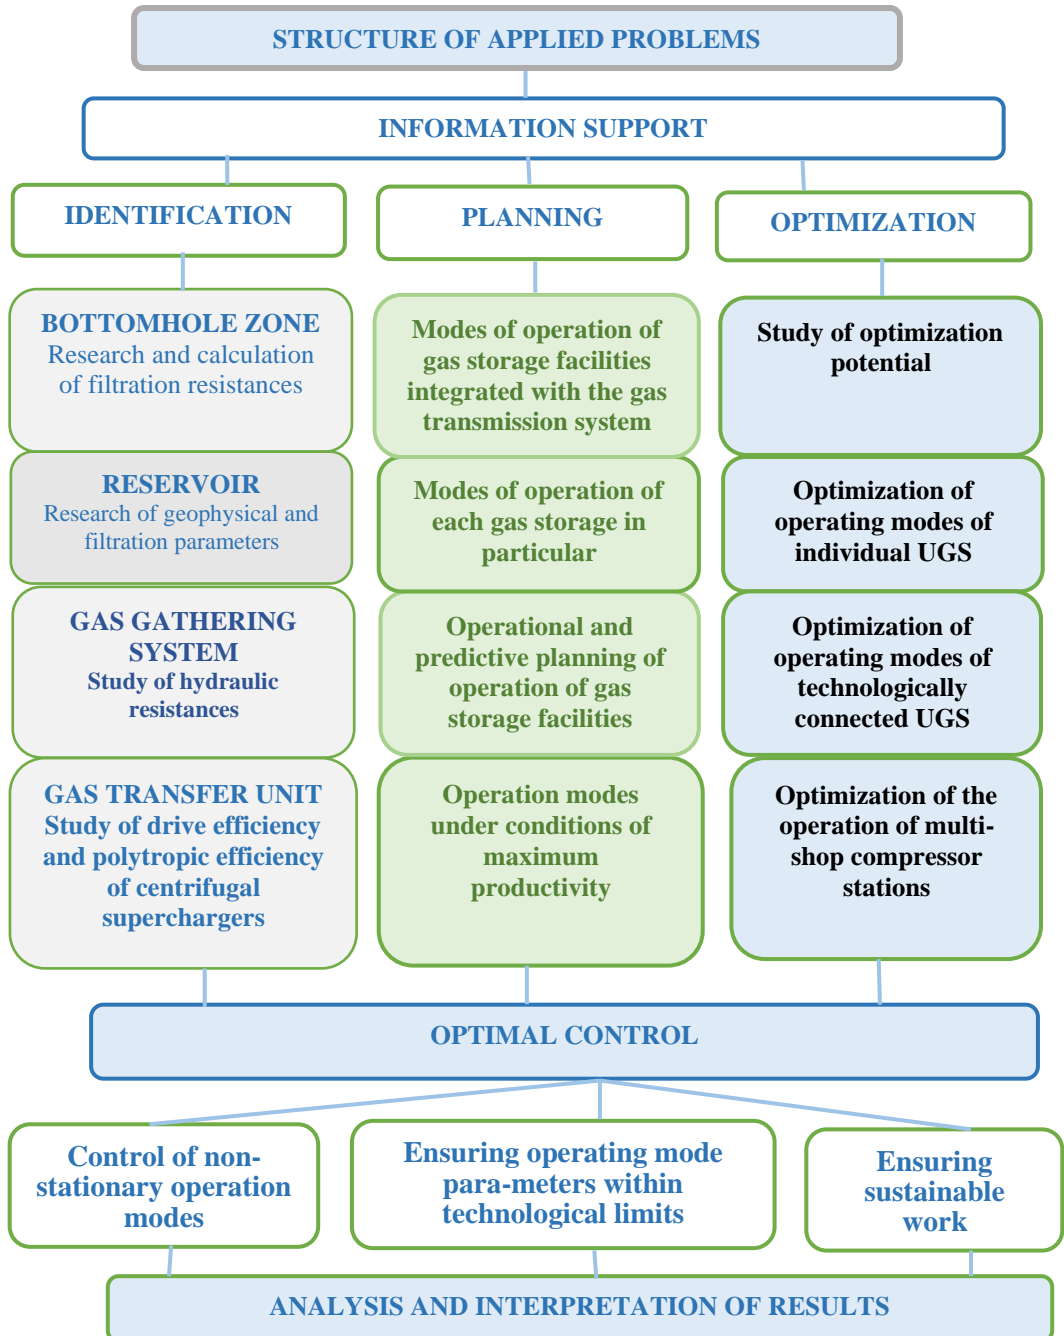 STRUCTURE OF APPLIED PROBLEMS
INFORMATION SUPPORT
IDENTIFICATION
PLANNING
OPTIMIZATION
BOTTOMHOLE ZONE
Research and calculation
of filtration resistances
RESERVOIR
Research of geophysical and
filtration parameters
GAS GATHERING
SYSTEM
Study of hydraulic
resistances
GAS TRANSFER UNIT
Study of drive efficiency
and polytropic efficiency
of centrifugal
superchargers
Modes of operation of
gas storage facilities
integrated with the gas
transmission system
Modes of operation of
each gas storage in
particular
Operational and
predictive planning of
operation of gas
storage facilities
Operation modes
under conditions of
maximum
productivity
Study of optimization
potential
Optimization of
operating modes of
individual UGS
Optimization of
operating modes of
technologically
connected UGS
Optimization of the
operation of multi-
shop compressor
stations
OPTIMAL CONTROL
Control of non-
stationary operation
modes
Ensuring operating mode
para-meters within
technological limits
Ensuring
sustainable
work
ANALYSIS AND INTERPRETATION OF RESULTS